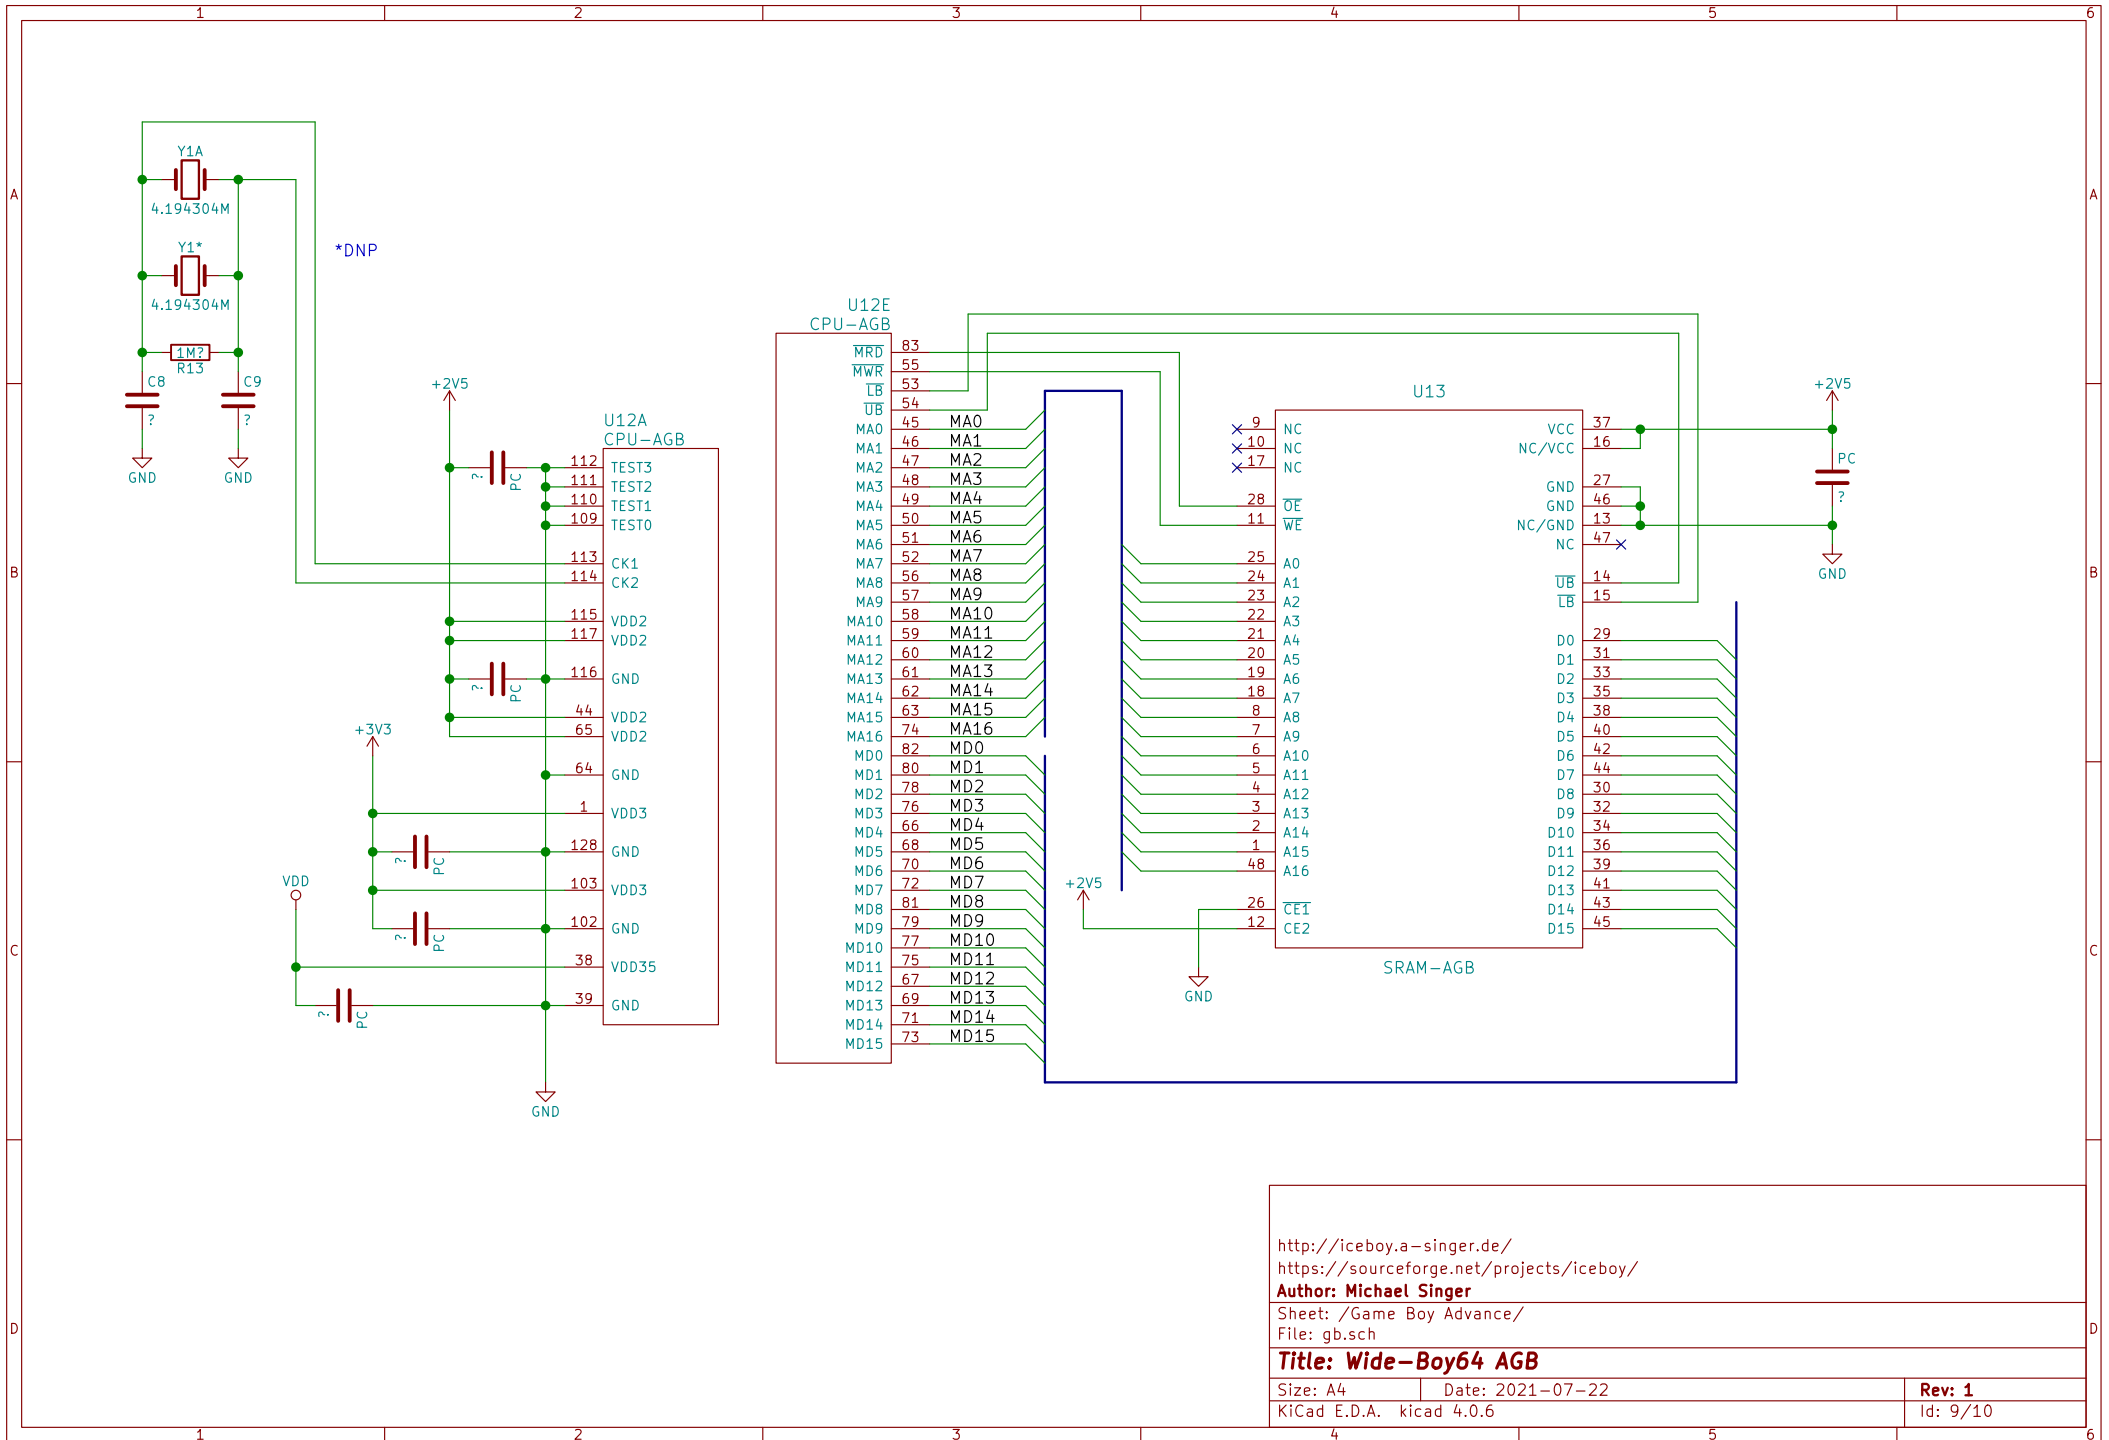 1 2 3 4 5 6
A
B
C
D
A
B
C
D
1 2 3 4 5 6
Y1A
4.194304M
Y1*
4.194304M
*DNP
1M?
R13
C8
?
C9
?
GND
GND
+2V5
? PC
? PC
+3V3
? PC
? PC
VDD
? PC
GND
U12A
CPU-AGB
112 TEST3
111 TEST2
110 TEST1
109 TEST0
113 CK1
114 CK2
115 VDD2
117 VDD2
116 GND
44 VDD2
65 VDD2
64 GND
1 VDD3
128 GND
103 VDD3
102 GND
38 VDD35
39 GND
U12E
CPU-AGB
MRD 83
MWR 55
LB 53
UB 54
MA0 45 MA0
MA1 46 MA1
MA2 47 MA2
MA3 48 MA3
MA4 49 MA4
MA5 50 MA5
MA6 51 MA6
MA7 52 MA7
MA8 56 MA8
MA9 57 MA9
MA10 58 MA10
MA11 59 MA11
MA12 60 MA12
MA13 61 MA13
MA14 62 MA14
MA15 63 MA15
MA16 74 MA16
MD0 82 MD0
MD1 80 MD1
MD2 78 MD2
MD3 76 MD3
MD4 66 MD4
MD5 68 MD5
MD6 70 MD6
MD7 72 MD7
MD8 81 MD8
MD9 79 MD9
MD10 77 MD10
MD11 75 MD11
MD12 67 MD12
MD13 69 MD13
MD14 71 MD14
MD15 73 MD15
U13
9 NC
10 NC
17 NC
28 OE
11 WE
25 A0
24 A1
23 A2
22 A3
21 A4
20 A5
19 A6
18 A7
8 A8
7 A9
6 A10
5 A11
4 A12
3 A13
2 A14
1 A15
48 A16
26 CE1
12 CE2
+2V5
GND
VCC 37
NC/VCC 16
GND 27
GND 46
NC/GND 13
NC 47
UB 14
LB 15
D0 29
D1 31
D2 33
D3 35
D4 38
D5 40
D6 42
D7 44
D8 30
D9 32
D10 34
D11 36
D12 39
D13 41
D14 43
D15 45
SRAM-AGB
+2V5
PC
?
GND
http://iceboy.a-singer.de/
https://sourceforge.net/projects/iceboy/
Author: Michael Singer
Sheet: /Game Boy Advance/
File: gb.sch
Title: Wide-Boy64 AGB
Size: A4 Date: 2021-07-22 Rev: 1
KiCad E.D.A. kicad 4.0.6 Id: 9/10